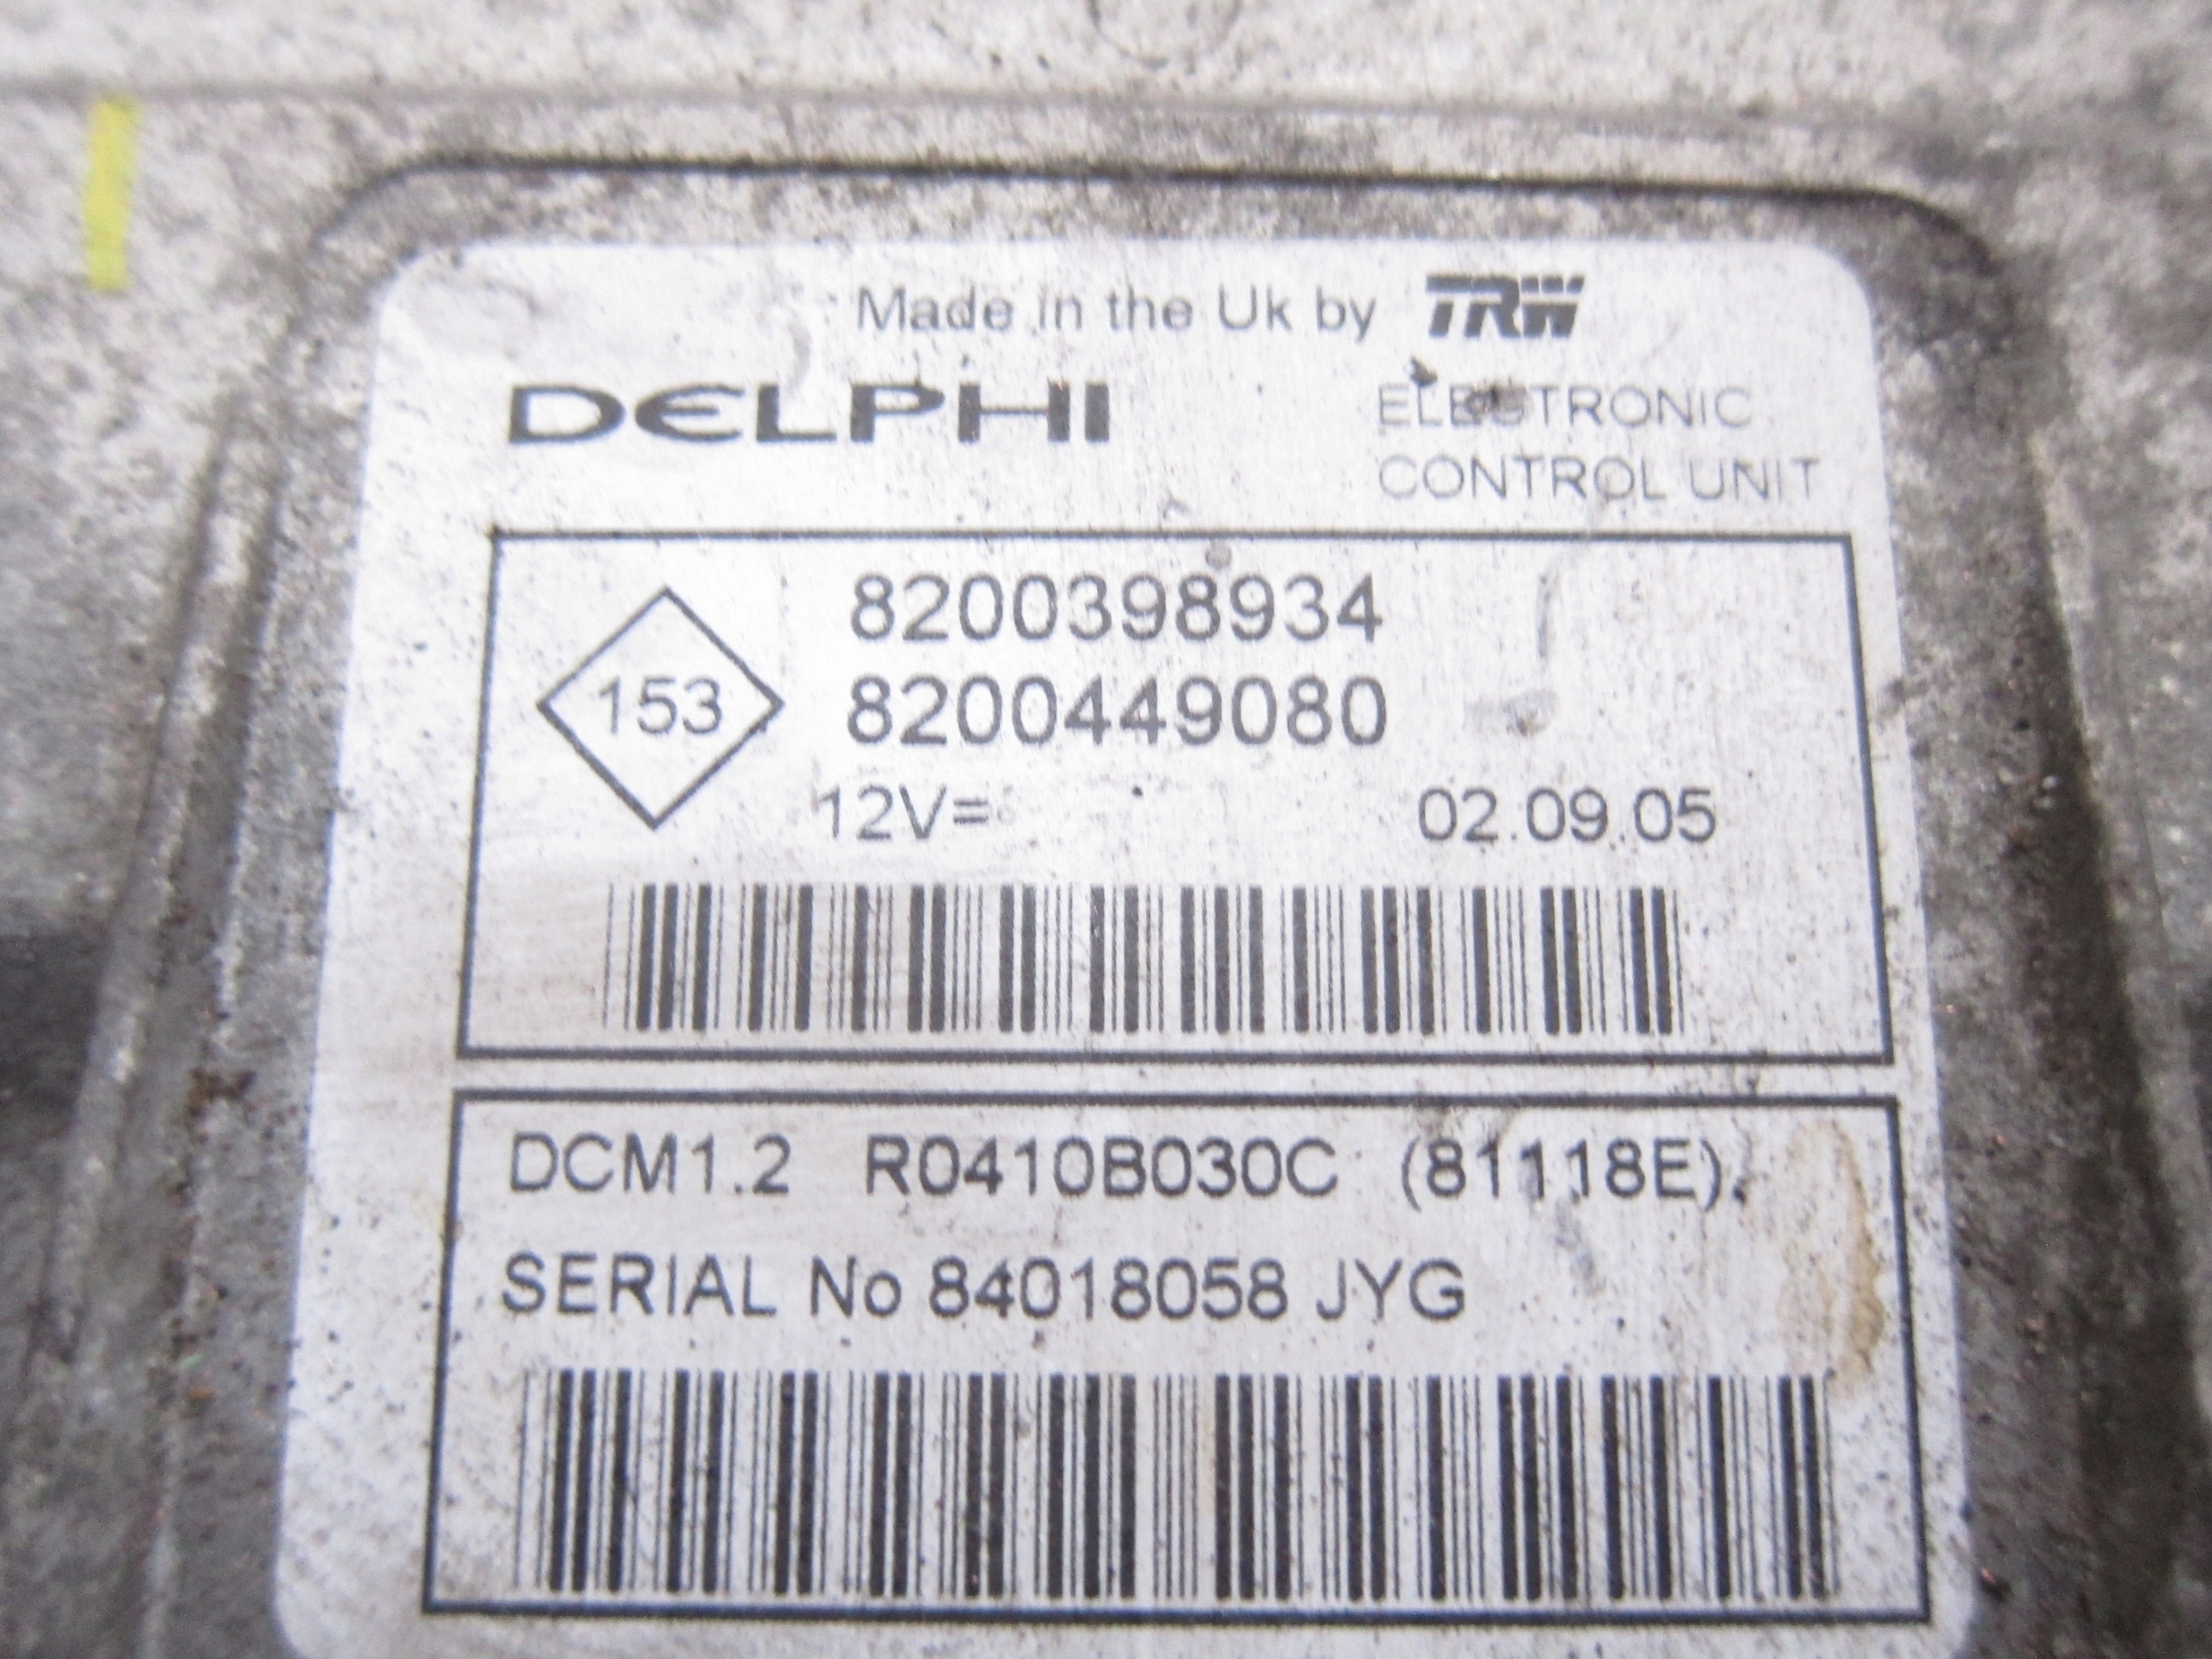 Made in the Uk by TRW
DELPHI
ELECTRONIC
CONTROL UNIT
8200398934
153
8200449080
12V=
02.09.05
DCM1.2 R0410B030C (81118E)
SERIAL No 84018058 JYG